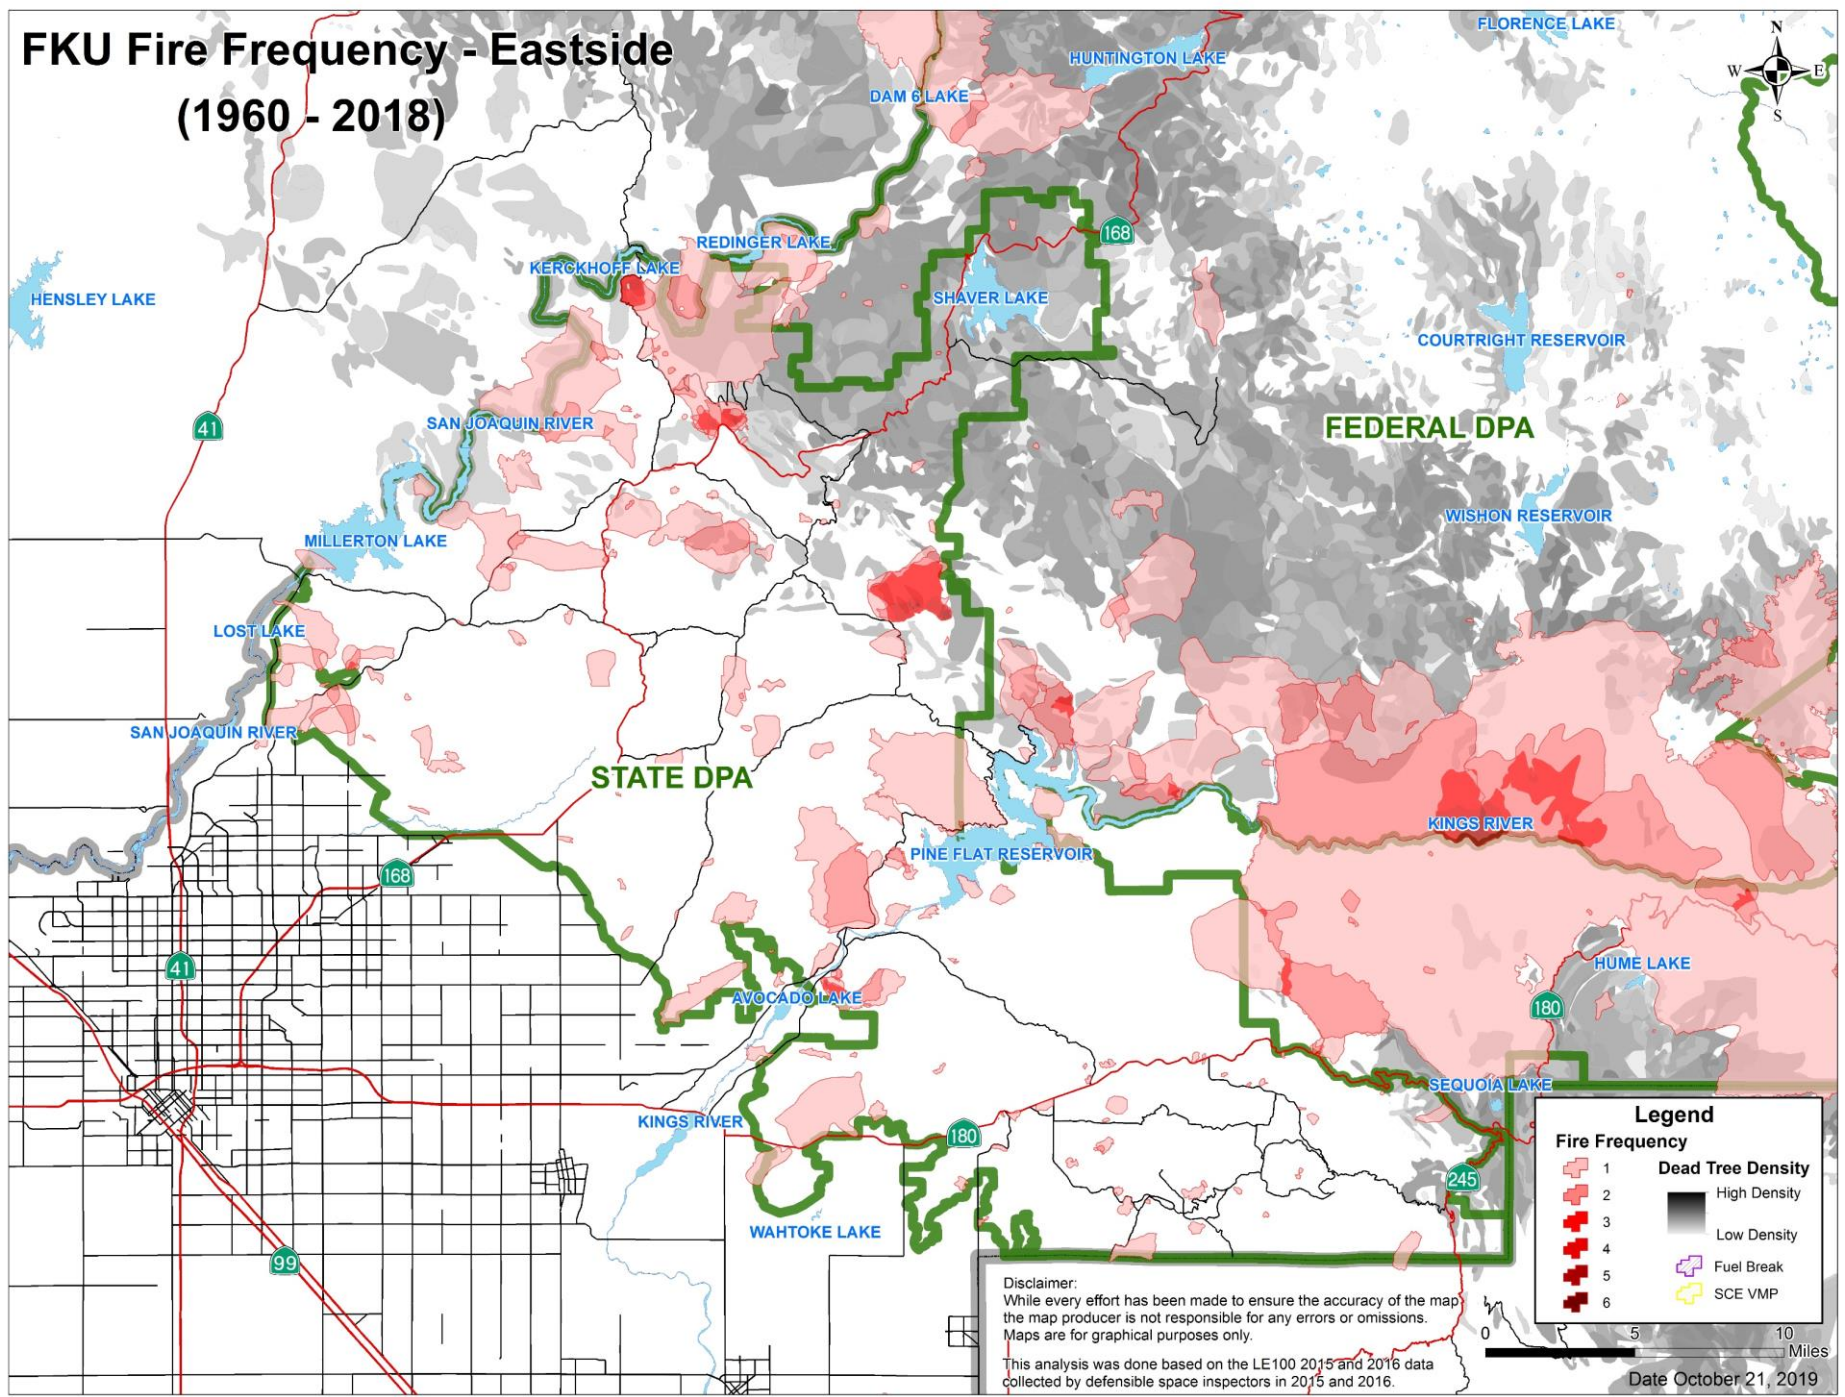 FKU Fire Frequency - Eastside
(1960 - 2018)
FLORENCE LAKE
N
W E
S
HUNTINGTON LAKE
DAM 6 LAKE
168
REDINGER LAKE
KERCKHOFF LAKE
HENSLEY LAKE
SHAVER LAKE
COURTRIGHT RESERVOIR
41
SAN JOAQUIN RIVER
FEDERAL DPA
WISHON RESERVOIR
MILLERTON LAKE
LOST LAKE
SAN JOAQUIN RIVER
STATE DPA
KINGS RIVER
PINE FLAT RESERVOIR
168
41
HUME LAKE
AVOCADO LAKE
180
SEQUOIA LAKE
KINGS RIVER
180
245
WAHTOKE LAKE
99
Legend
Fire Frequency
1
2
3
4
5
6
Dead Tree Density
High Density
Low Density
Fuel Break
SCE VMP
Disclaimer:
While every effort has been made to ensure the accuracy of the map
the map producer is not responsible for any errors or omissions.
Maps are for graphical purposes only.
This analysis was done based on the LE100 2015 and 2016 data
collected by defensible space inspectors in 2015 and 2016.
0 5 10
Miles
Date October 21, 2019